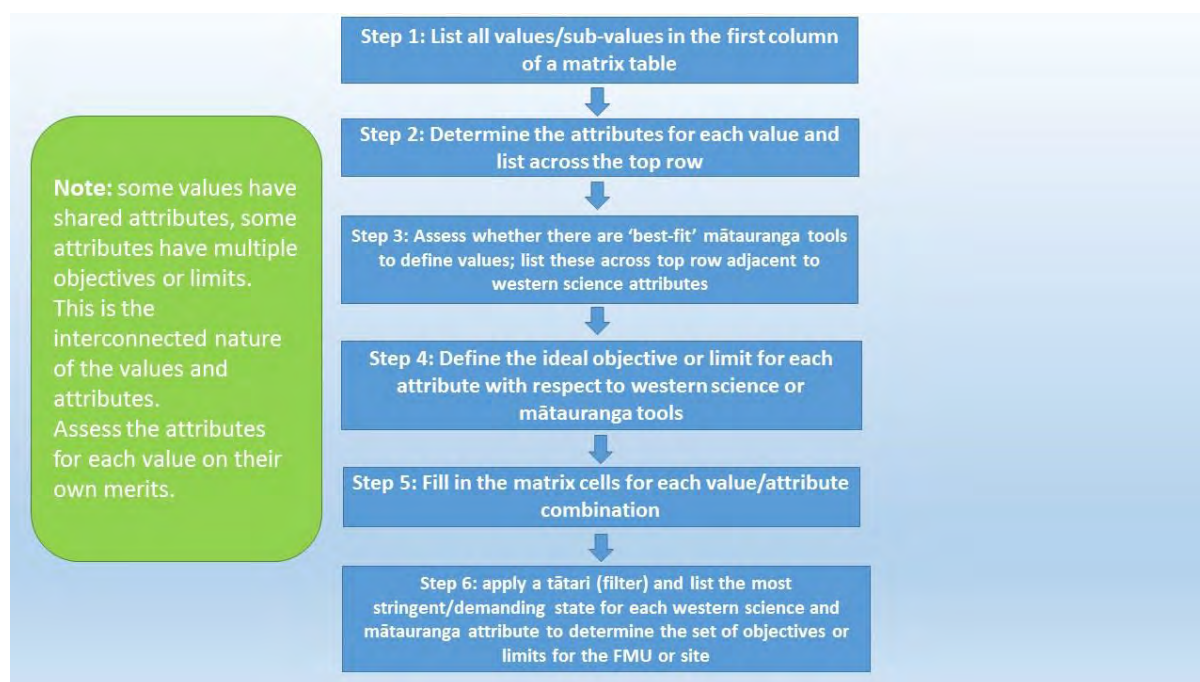 Step 1: List all values/sub-values in the first column
of a matrix table
Step 2: Determine the attributes for each value and
list across the top row
Step 3: Assess whether there are ‘best-fit’ mātauranga tools
to define values; list these across top row adjacent to
western science attributes
Step 4: Define the ideal objective or limit for each
attribute with respect to western science or
mātauranga tools
Step 5: Fill in the matrix cells for each value/attribute
combination
Step 6: apply a tātari (filter) and list the most
stringent/demanding state for each western science and
mātauranga attribute to determine the set of objectives or
limits for the FMU or site
Note: some values have
shared attributes, some
attributes have multiple
objectives or limits.
This is the
interconnected nature
of the values and
attributes.
Assess the attributes
for each value on their
own merits.